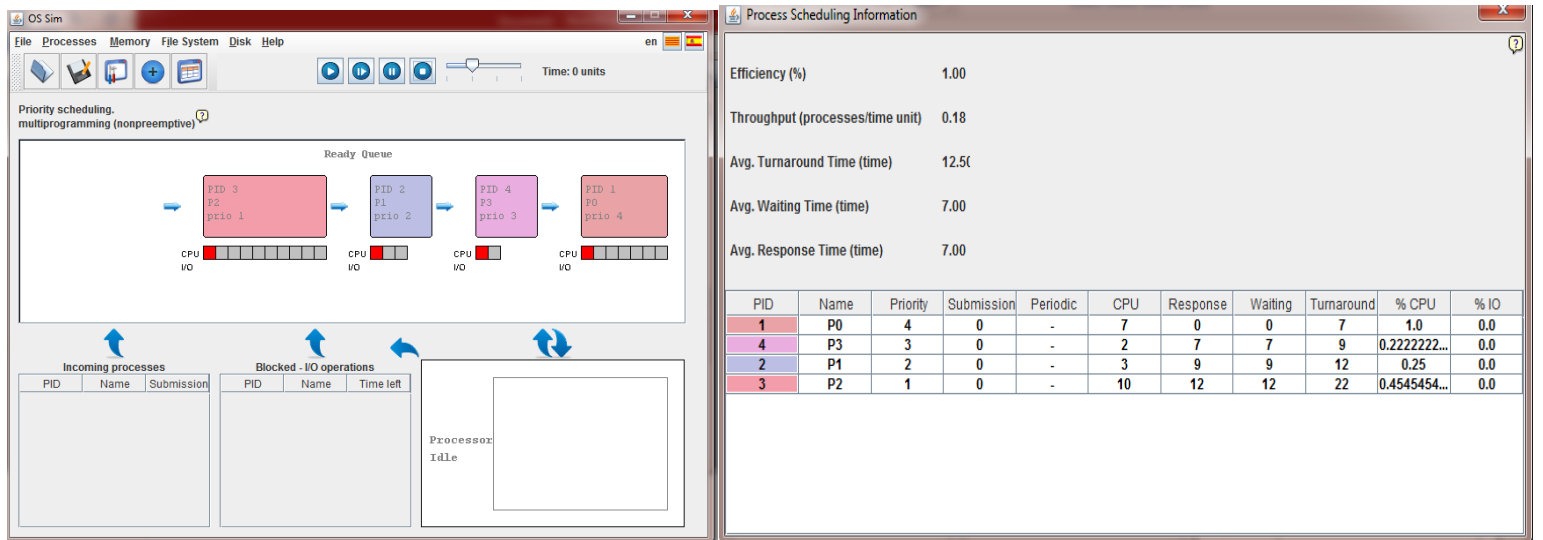 OS Sim
File Processes Memory File System Disk Help en
Time: 0 units
Priority scheduling.
multiprogramming (nonpreemptive)
?
Ready Queue
PID 3
P2
prio 1
PID 2
P1
prio 2
PID 4
P3
prio 3
PID 1
P0
prio 4
CPU
I/O
CPU
I/O
CPU
I/O
CPU
I/O
Incoming processes
PID Name Submission
Blocked - I/O operations
PID Name Time left
Processor
Idle
Process Scheduling Information
?
Efficiency (%) 1.00
Throughput (processes/time unit) 0.18
Avg. Turnaround Time (time) 12.50
Avg. Waiting Time (time) 7.00
Avg. Response Time (time) 7.00
PID Name Priority Submission Periodic CPU Response Waiting Turnaround % CPU % IO
1 P0 4 0 - 7 0 0 7 1.0 0.0
4 P3 3 0 - 2 7 7 9 0.2222222... 0.0
2 P1 2 0 - 3 9 9 12 0.25 0.0
3 P2 1 0 - 10 12 12 22 0.4545454... 0.0